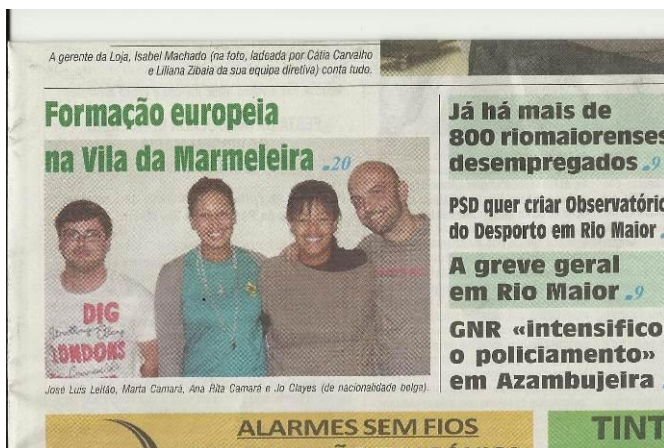 A gerente da Loja, Isabel Machado (na foto, ladeada por Cátia Carvalho
e Liliana Zibaia da sua equipa diretiva) conta tudo.
Formação europeia
na Vila da Marmeleira .20
DIG
LONDONS
José Luís Leitão, Marta Camará, Ana Rita Camará e Jo Clayes (de nacionalidade belga).
Já há mais de
800 riomaiorenses
desempregados .9
PSD quer criar Observatório
do Desporto em Rio Maior
A greve geral
em Rio Maior .9
GNR «intensifico
o policiamento»
em Azambujeira
ALARMES SEM FIOS
TINT